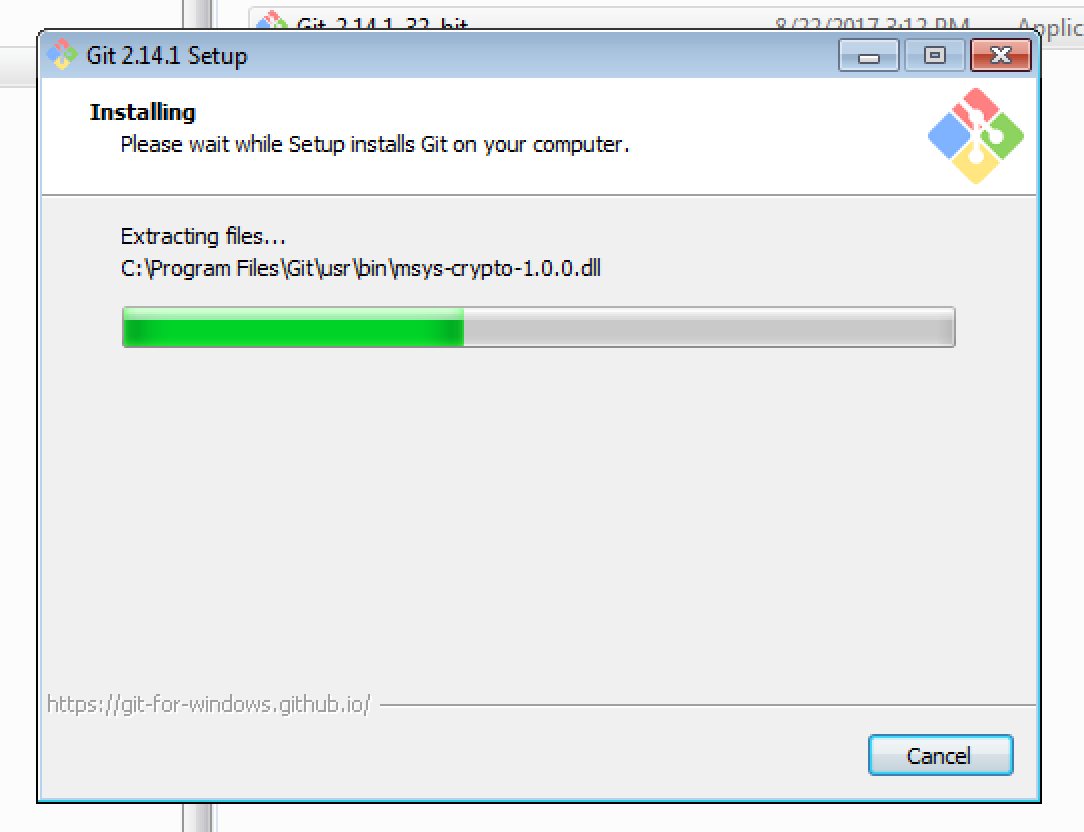 Git 2.14.1 32-bit 8/22/2017 3:12 PM Applic
Git 2.14.1 Setup
Installing
Please wait while Setup installs Git on your computer.
Extracting files...
C:\Program Files\Git\usr\bin\msys-crypto-1.0.0.dll
https://git-for-windows.github.io/
Cancel